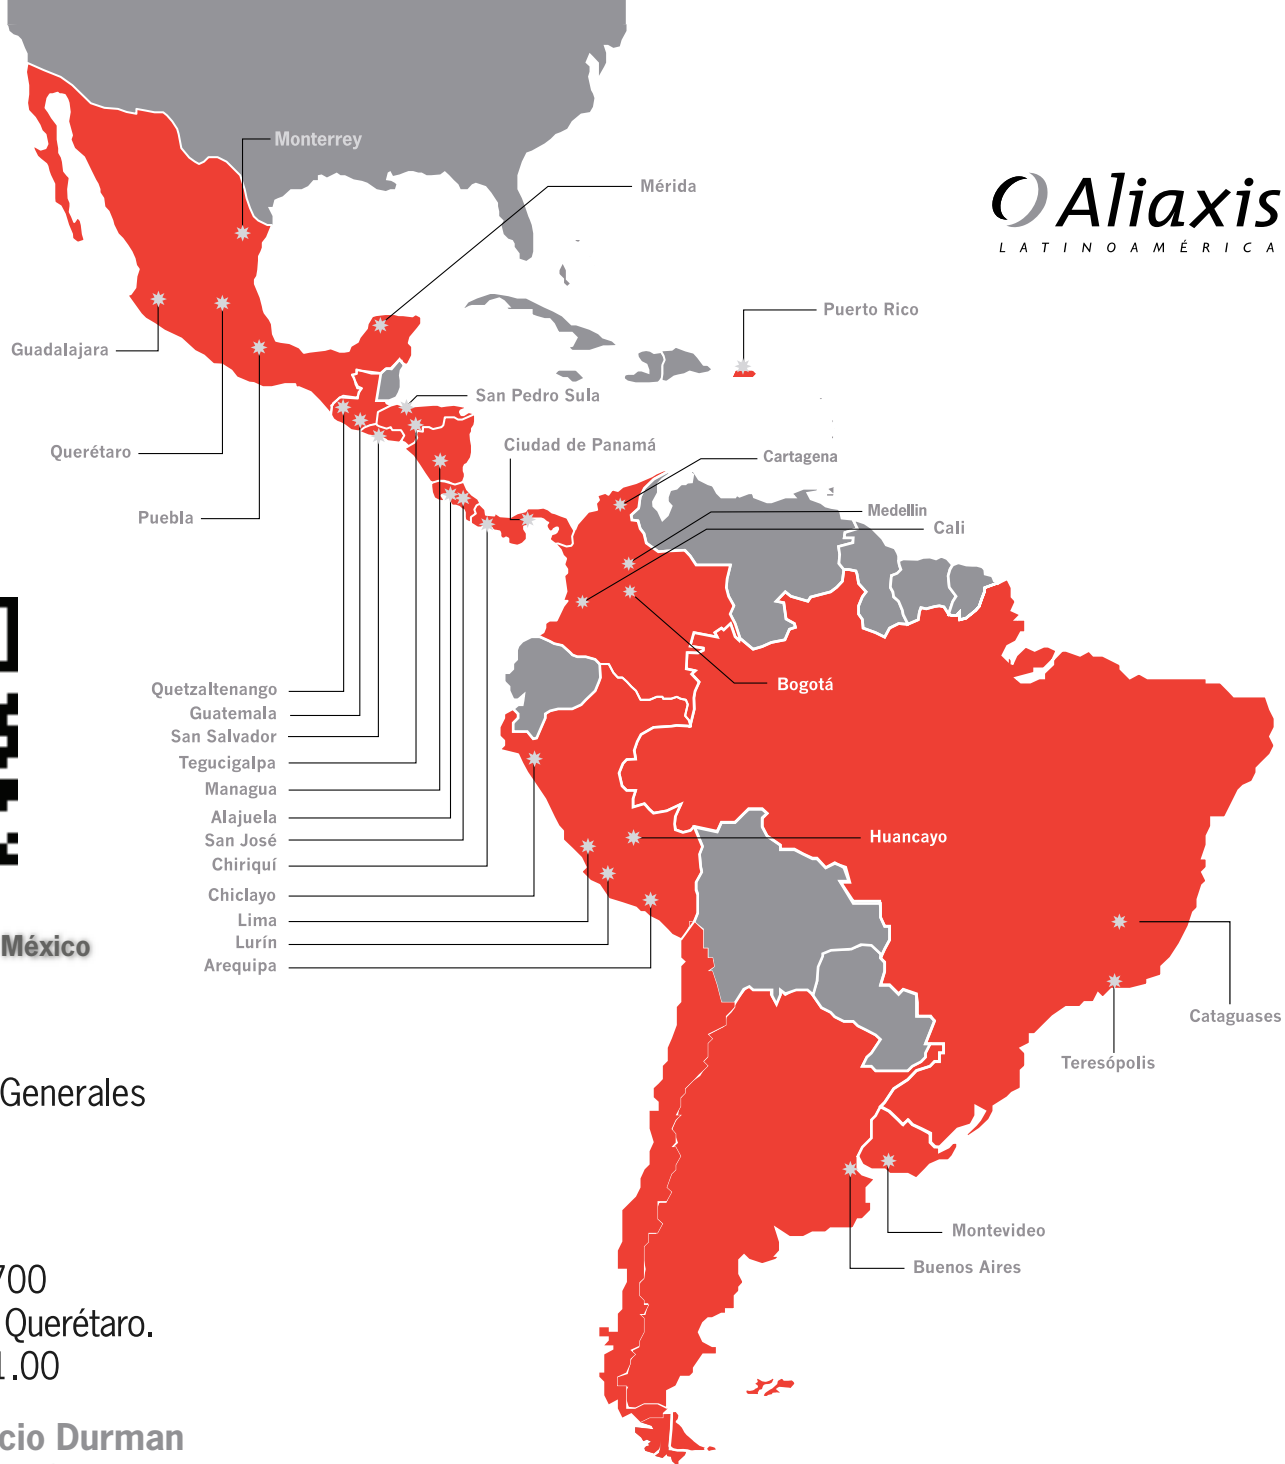 Monterrey
Mérida
Aliaxis
LATINOAMÉRICA
Puerto Rico
Guadalajara
San Pedro Sula
Querétaro
Ciudad de Panamá
Cartagena
Puebla
Medellin
Cali
Quetzaltenango
Bogotá
Guatemala
San Salvador
Tegucigalpa
Managua
Alajuela
San José
Huancayo
Chiriquí
Chiclayo
Lima
Lurín
México
Arequipa
Cataguases
Teresópolis
Generales
Montevideo
Buenos Aires
700
Querétaro.
1.00
cio Durman